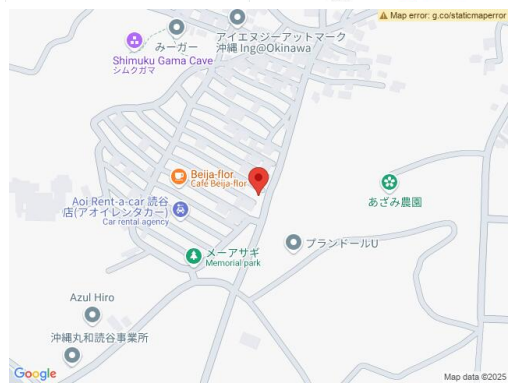 Map error: g.co/staticmaperror
みーガー
アイエヌジーアットマーク
沖縄 Ing@Okinawa
Shimuku Gama Cave
シムクガマ
Beija-flor
Café Beija-flor
あざみ農園
Aoi Rent-a-car 読谷
店(アオイレンタカー)
Car rental agency
プランドールU
メーアサギ
Memorial park
Azul Hiro
沖縄丸和読谷事業所
Google
Map data ©2025